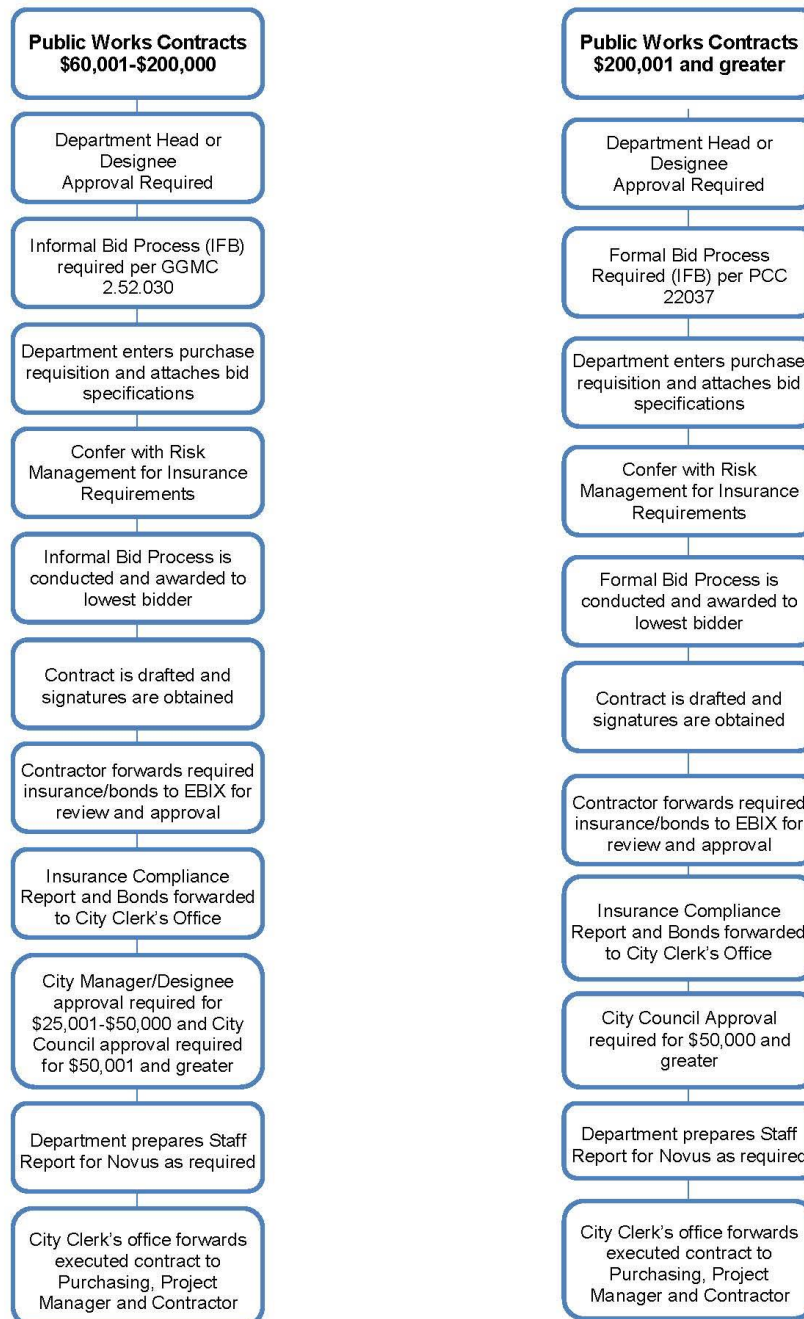 Public Works Contracts
$60,001-$200,000
Department Head or
Designee
Approval Required
Informal Bid Process (IFB)
required per GGMC
2.52.030
Department enters purchase
requisition and attaches bid
specifications
Confer with Risk
Management for Insurance
Requirements
Informal Bid Process is
conducted and awarded to
lowest bidder
Contract is drafted and
signatures are obtained
Contractor forwards required
insurance/bonds to EBIX for
review and approval
Insurance Compliance
Report and Bonds forwarded
to City Clerk's Office
City Manager/Designee
approval required for
$25,001-$50,000 and City
Council approval required
for $50,001 and greater
Department prepares Staff
Report for Novus as required
City Clerk's office forwards
executed contract to
Purchasing, Project
Manager and Contractor
Public Works Contracts
$200,001 and greater
Department Head or
Designee
Approval Required
Formal Bid Process
Required (IFB) per PCC
22037
Department enters purchase
requisition and attaches bid
specifications
Confer with Risk
Management for Insurance
Requirements
Formal Bid Process is
conducted and awarded to
lowest bidder
Contract is drafted and
signatures are obtained
Contractor forwards required
insurance/bonds to EBIX for
review and approval
Insurance Compliance
Report and Bonds forwarded
to City Clerk's Office
City Council Approval
required for $50,000 and
greater
Department prepares Staff
Report for Novus as required
City Clerk's office forwards
executed contract to
Purchasing, Project
Manager and Contractor